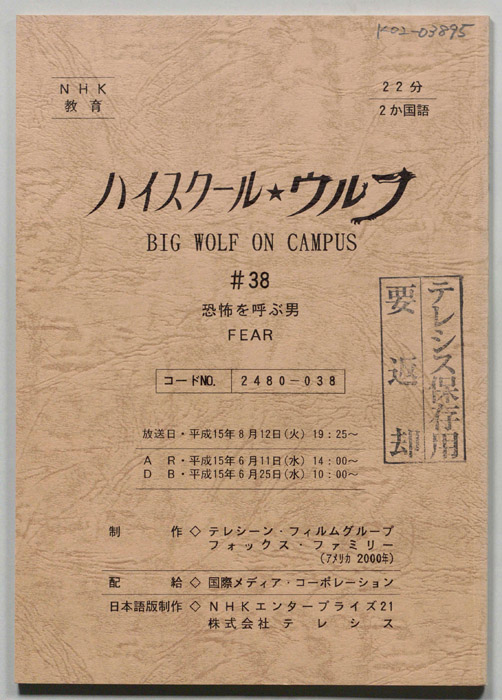 K02-03895
NHK
教育
22分
2か国語
ハイスクール★ウルフ
BIG WOLF ON CAMPUS
#38
恐怖を呼ぶ男
FEAR
コードNO. 2480-038
放送日・平成15年8月12日(火) 19:25~
AR・平成15年6月11日(水) 14:00~
DB・平成15年6月25日(水) 10:00~
制作◇テレシーン・フィルムグループ
フォックス・ファミリー
(アメリカ 2000年)
配給◇国際メディア・コーポレーション
日本語版制作◇NHKエンタープライズ21
株式会社テレシス
テレシス保存用
要返却